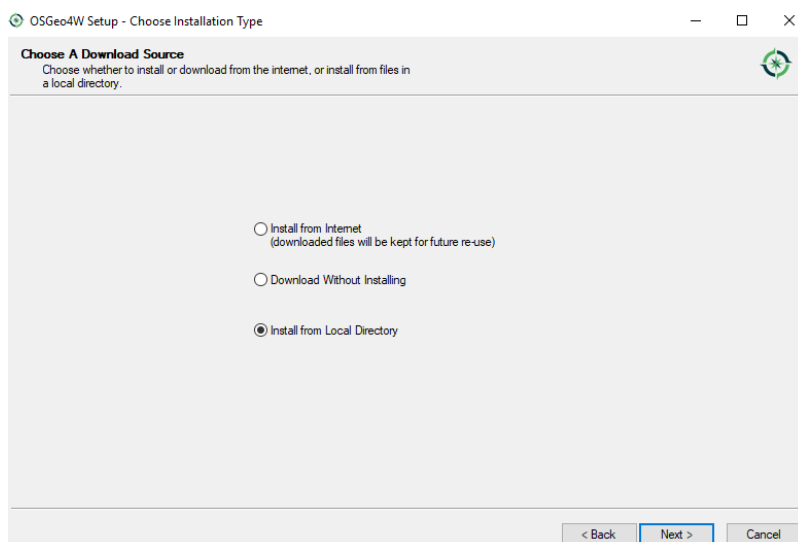 OSGeo4W Setup - Choose Installation Type
Choose A Download Source
Choose whether to install or download from the internet, or install from files in
a local directory.
Install from Internet
(downloaded files will be kept for future re-use)
Download Without Installing
Install from Local Directory
< Back
Next >
Cancel